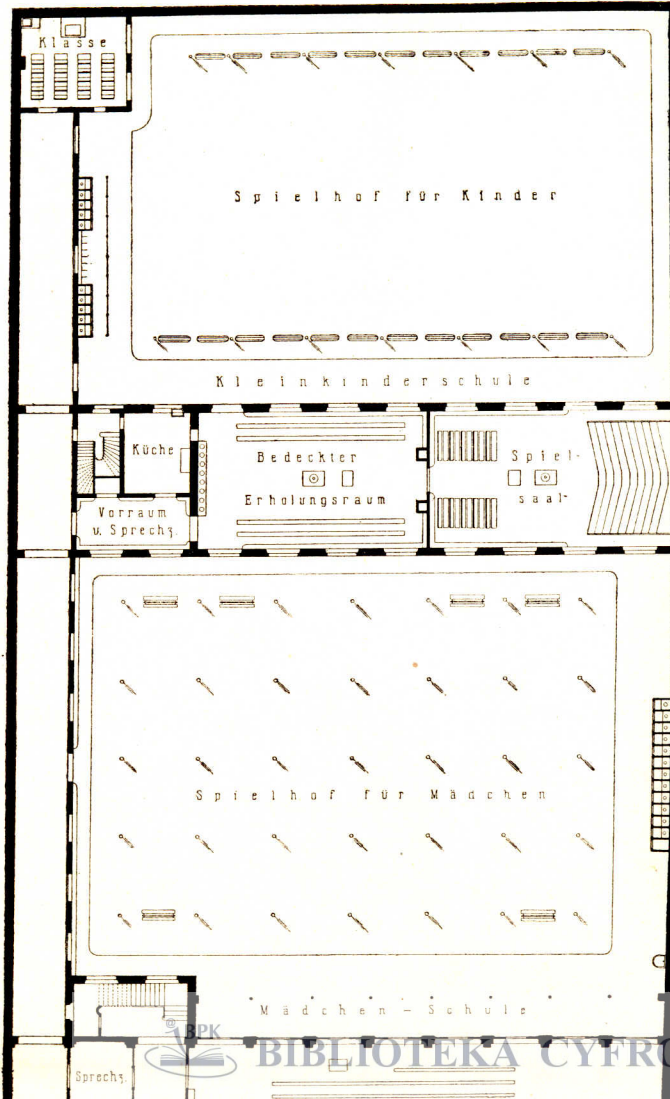 Klasse
Spielhof für Kinder
Kleinkinderschule
Küche
Bedeckter
Erholungsraum
Spiel-
saal-
Vorraum
u. Sprechz.
Spielhof für Mädchen
Mädchen – Schule
Sprechz.
BPK
BIBLIOTEKA CYFRO